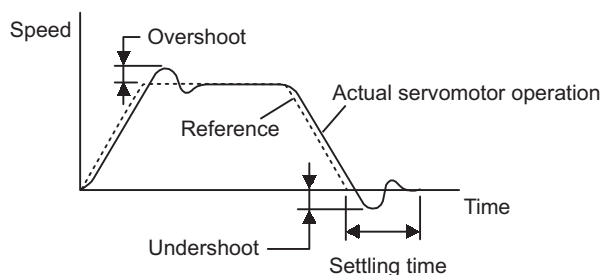 Speed
Overshoot
Actual servomotor operation
Reference
Time
Undershoot
Settling time